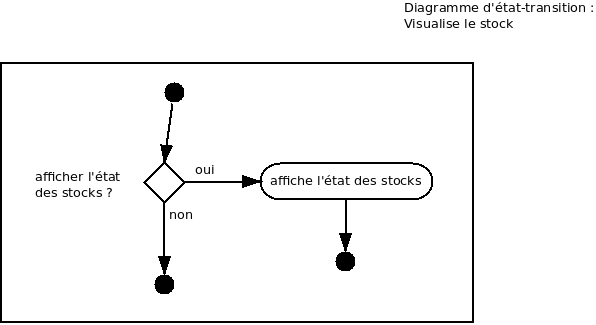 Diagramme d'état-transition :
Visualise le stock
afficher l'état
des stocks ?
oui
affiche l'état des stocks
non